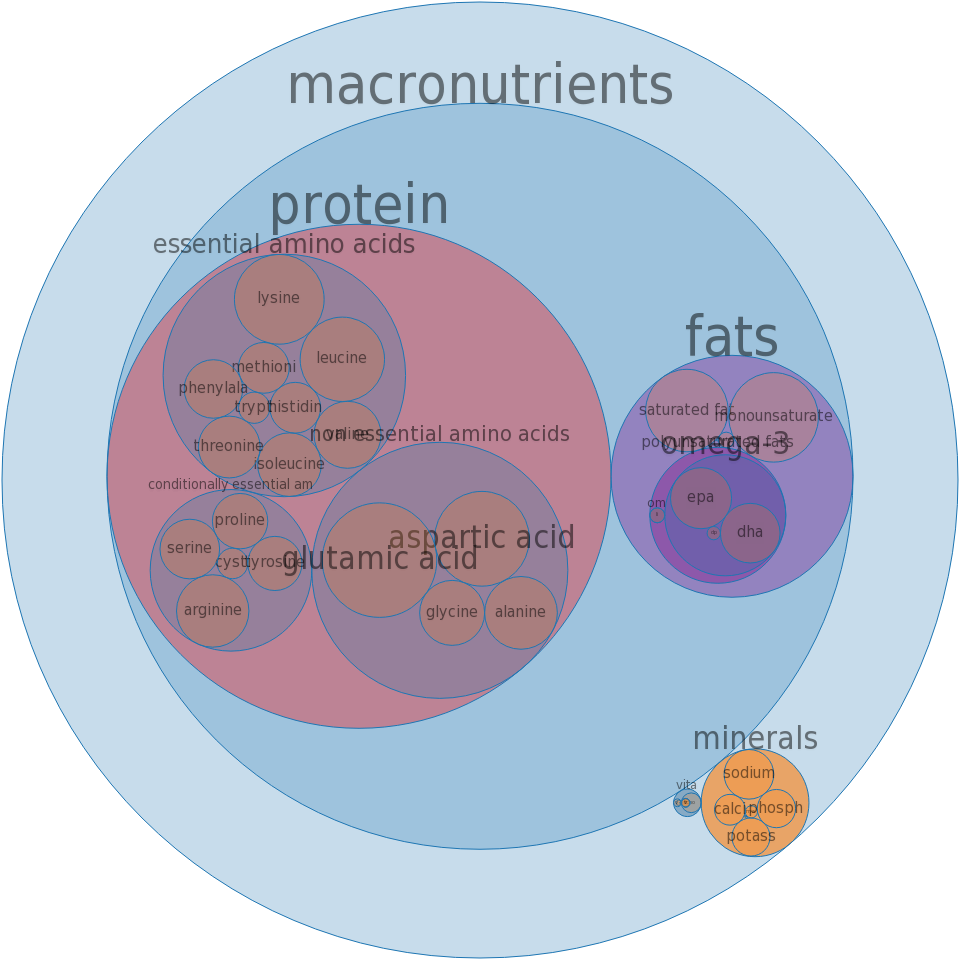 macronutrients
protein
essential amino acids
lysine
fats
leucine
methioni
phenylala
saturated fat
monounsaturate
trypt
histidin
valine
non essential amino acids
threonine
polyunsaturated fats
omega-3
isoleucine
conditionally essential am
epa
om
proline
dha
aspartic acid
serine
glutamic acid
cyst
tyrosine
arginine
glycine
alanine
minerals
sodium
vita
calci
phosph
potass